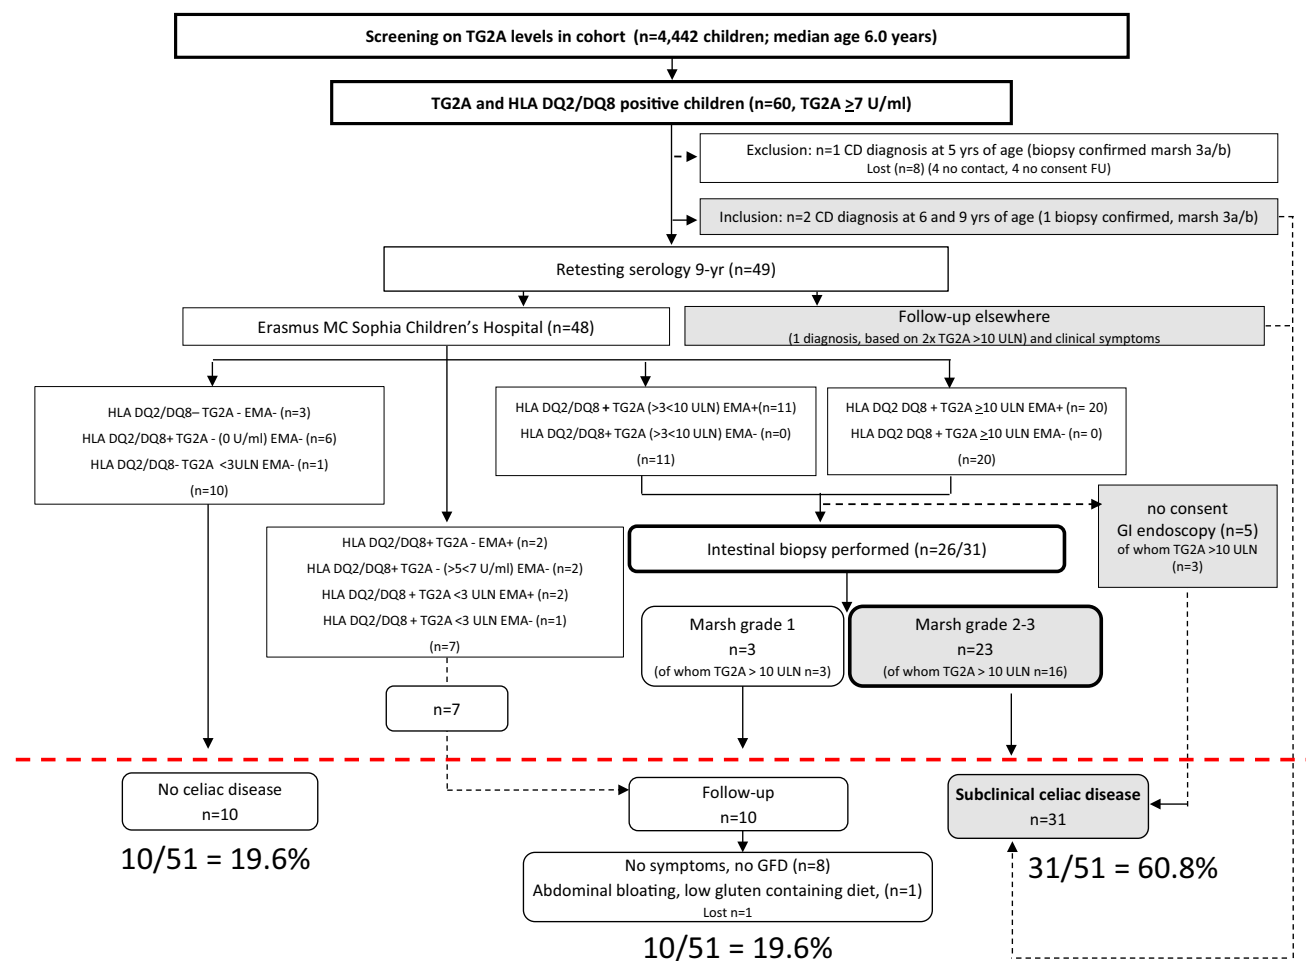 Screening on TG2A levels in cohort (n=4,442 children; median age 6.0 years)
TG2A and HLA DQ2/DQ8 positive children (n=60, TG2A ≥7 U/ml)
Exclusion: n=1 CD diagnosis at 5 yrs of age (biopsy confirmed marsh 3a/b)
Lost (n=8) (4 no contact, 4 no consent FU)
Inclusion: n=2 CD diagnosis at 6 and 9 yrs of age (1 biopsy confirmed, marsh 3a/b)
Retesting serology 9-yr (n=49)
Erasmus MC Sophia Children's Hospital (n=48)
Follow-up elsewhere
(1 diagnosis, based on 2x TG2A >10 ULN) and clinical symptoms
HLA DQ2/DQ8– TG2A - EMA- (n=3)
HLA DQ2/DQ8+ TG2A - (0 U/ml) EMA- (n=6)
HLA DQ2/DQ8- TG2A <3ULN EMA- (n=1)
(n=10)
HLA DQ2/DQ8 + TG2A (>3<10 ULN) EMA+(n=11)
HLA DQ2/DQ8+ TG2A (>3<10 ULN) EMA- (n=0)
(n=11)
HLA DQ2 DQ8 + TG2A ≥10 ULN EMA+ (n= 20)
HLA DQ2 DQ8 + TG2A ≥10 ULN EMA- (n= 0)
(n=20)
HLA DQ2/DQ8+ TG2A - EMA+ (n=2)
HLA DQ2/DQ8+ TG2A - (>5<7 U/ml) EMA- (n=2)
HLA DQ2/DQ8 + TG2A <3 ULN EMA+ (n=2)
HLA DQ2/DQ8 + TG2A <3 ULN EMA- (n=1)
(n=7)
no consent
GI endoscopy (n=5)
of whom TG2A >10 ULN
(n=3)
Intestinal biopsy performed (n=26/31)
Marsh grade 1
n=3
(of whom TG2A > 10 ULN n=3)
Marsh grade 2-3
n=23
(of whom TG2A > 10 ULN n=16)
n=7
No celiac disease
n=10
10/51 = 19.6%
Follow-up
n=10
No symptoms, no GFD (n=8)
Abdominal bloating, low gluten containing diet, (n=1)
Lost n=1
10/51 = 19.6%
Subclinical celiac disease
n=31
31/51 = 60.8%